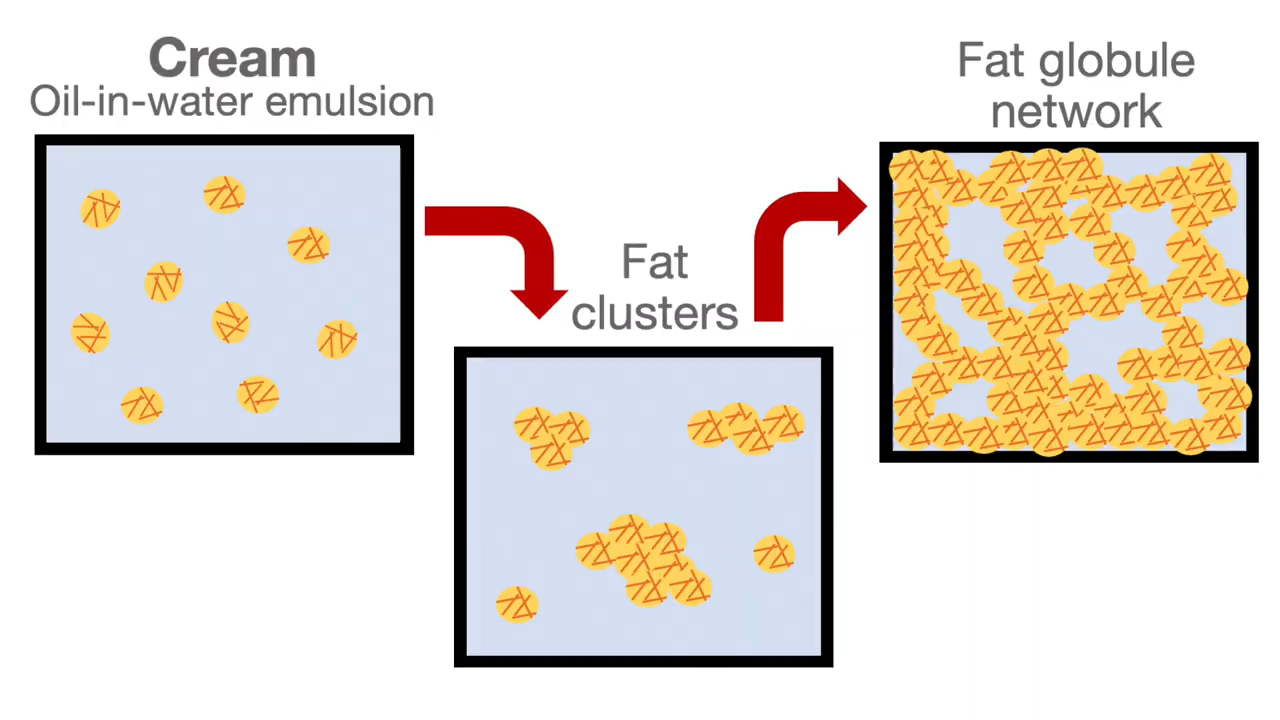 Cream
Oil-in-water emulsion
Fat
clusters
Fat globule
network